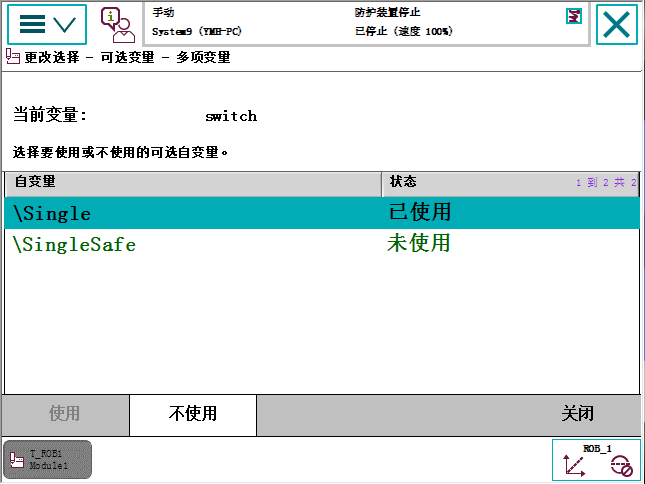 手动
防护装置停止
System9 (YMH-PC)
已停止 (速度 100%)
更改选择 - 可选变量 - 多项变量
当前变量: switch
选择要使用或不使用的可选自变量。
自变量 状态 1 到 2 共 2
\Single 已使用
\SingleSafe 未使用
使用 不使用 关闭
T_ROB1
Module1
ROB_1